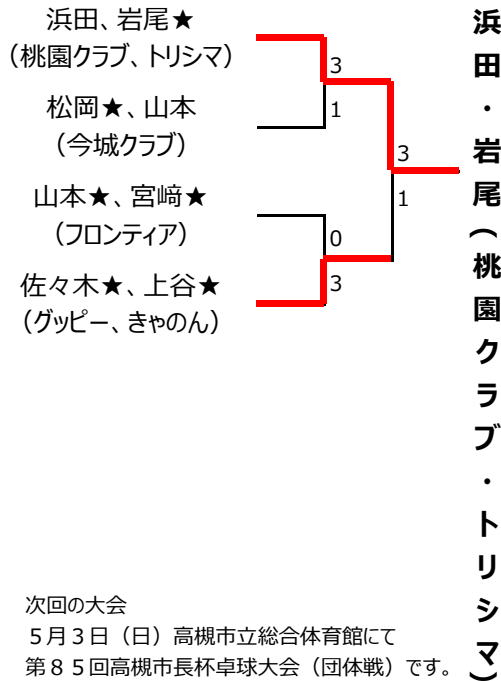 浜田、岩尾★
（桃園クラブ、トリシマ）
松岡★、山本
（今城クラブ）
山本★、宮﨑★
（フロンティア）
佐々木★、上谷★
（グッピー、きゃのん）
3
1
0
3
3
1
浜田・岩尾（桃園クラブ・トリシマ）
次回の大会
５月３日（日）高槻市立総合体育館にて
第８５回高槻市長杯卓球大会（団体戦）です。